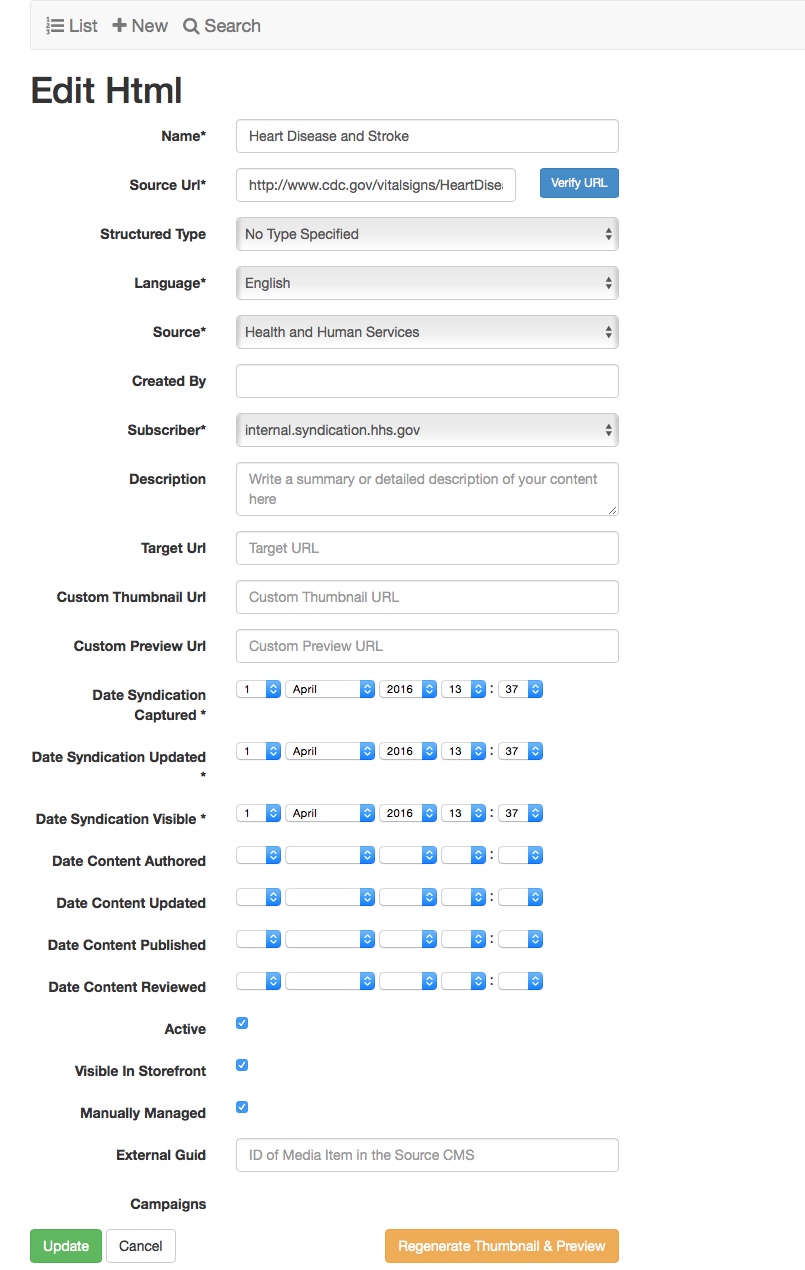 List New Search
Edit Html
Name* Heart Disease and Stroke
Source Url* http://www.cdc.gov/vitalsigns/HeartDise Verify URL
Structured Type No Type Specified
Language* English
Source* Health and Human Services
Created By
Subscriber* internal.syndication.hhs.gov
Description Write a summary or detailed description of your content
here
Target Url Target URL
Custom Thumbnail Url Custom Thumbnail URL
Custom Preview Url Custom Preview URL
Date Syndication 1 April 2016 13 : 37
Captured *
Date Syndication Updated 1 April 2016 13 : 37
*
Date Syndication Visible * 1 April 2016 13 : 37
Date Content Authored :
Date Content Updated :
Date Content Published :
Date Content Reviewed :
Active
Visible In Storefront
Manually Managed
External Guid ID of Media Item in the Source CMS
Campaigns
Update Cancel Regenerate Thumbnail & Preview